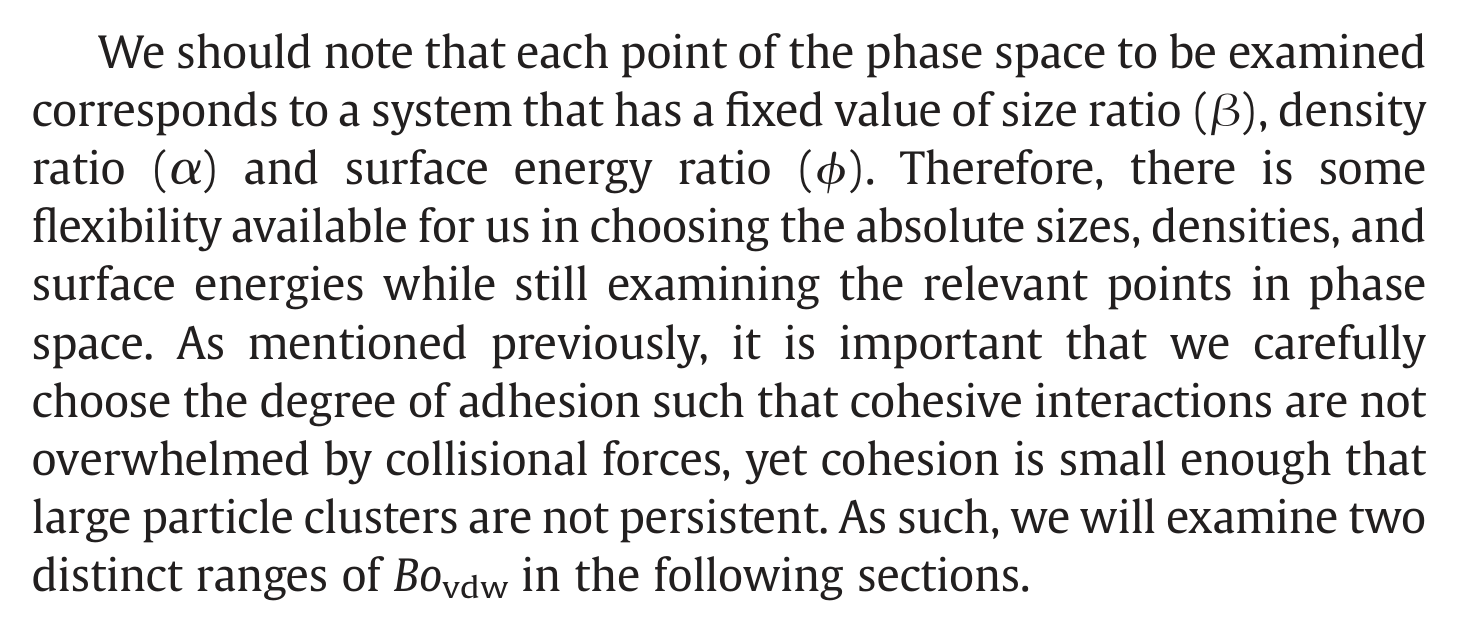 We should note that each point of the phase space to be examined
corresponds to a system that has a fixed value of size ratio (β), density
ratio (α) and surface energy ratio (ϕ). Therefore, there is some
flexibility available for us in choosing the absolute sizes, densities, and
surface energies while still examining the relevant points in phase
space. As mentioned previously, it is important that we carefully
choose the degree of adhesion such that cohesive interactions are not
overwhelmed by collisional forces, yet cohesion is small enough that
large particle clusters are not persistent. As such, we will examine two
distinct ranges of Bo_vdw in the following sections.